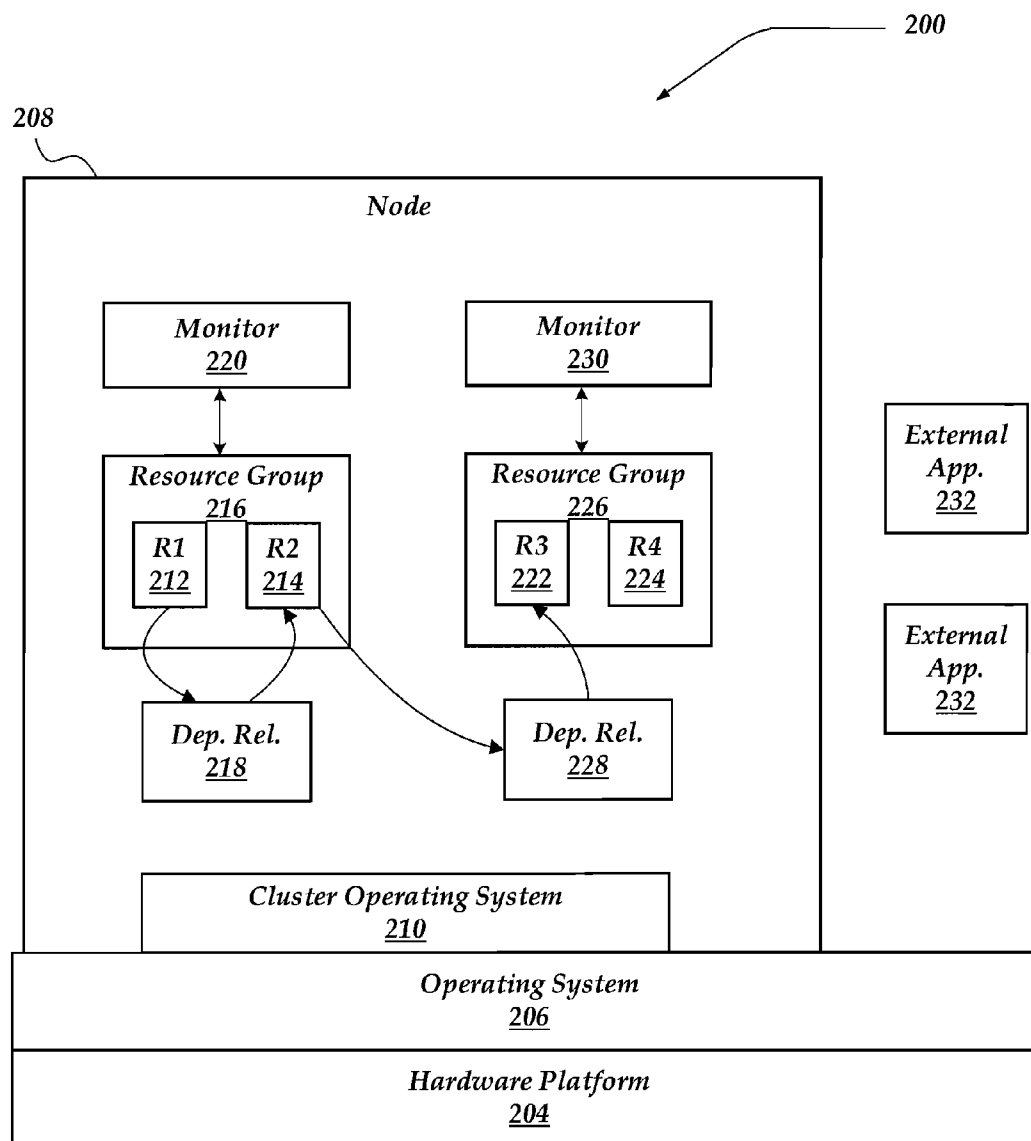 200
208
Node
Monitor
220
Monitor
230
Resource Group
216
R1
212
R2
214
Resource Group
226
R3
222
R4
224
External
App.
232
External
App.
232
Dep. Rel.
218
Dep. Rel.
228
Cluster Operating System
210
Operating System
206
Hardware Platform
204